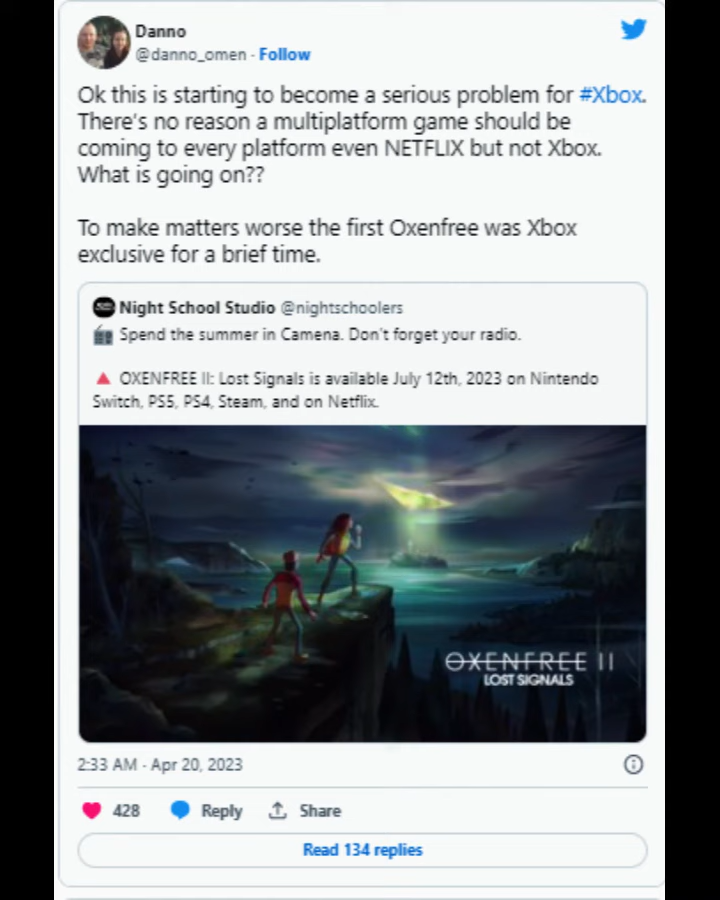 Danno
@danno_omen · Follow
Ok this is starting to become a serious problem for #Xbox.
There's no reason a multiplatform game should be
coming to every platform even NETFLIX but not Xbox.
What is going on??
To make matters worse the first Oxenfree was Xbox
exclusive for a brief time.
Night School Studio @nightschoolers
Spend the summer in Camena. Don't forget your radio.
OXENFREE II: Lost Signals is available July 12th, 2023 on Nintendo
Switch, PS5, PS4, Steam, and on Netflix.
OXENFREE II
LOST SIGNALS
2:33 AM · Apr 20, 2023
428 Reply Share
Read 134 replies